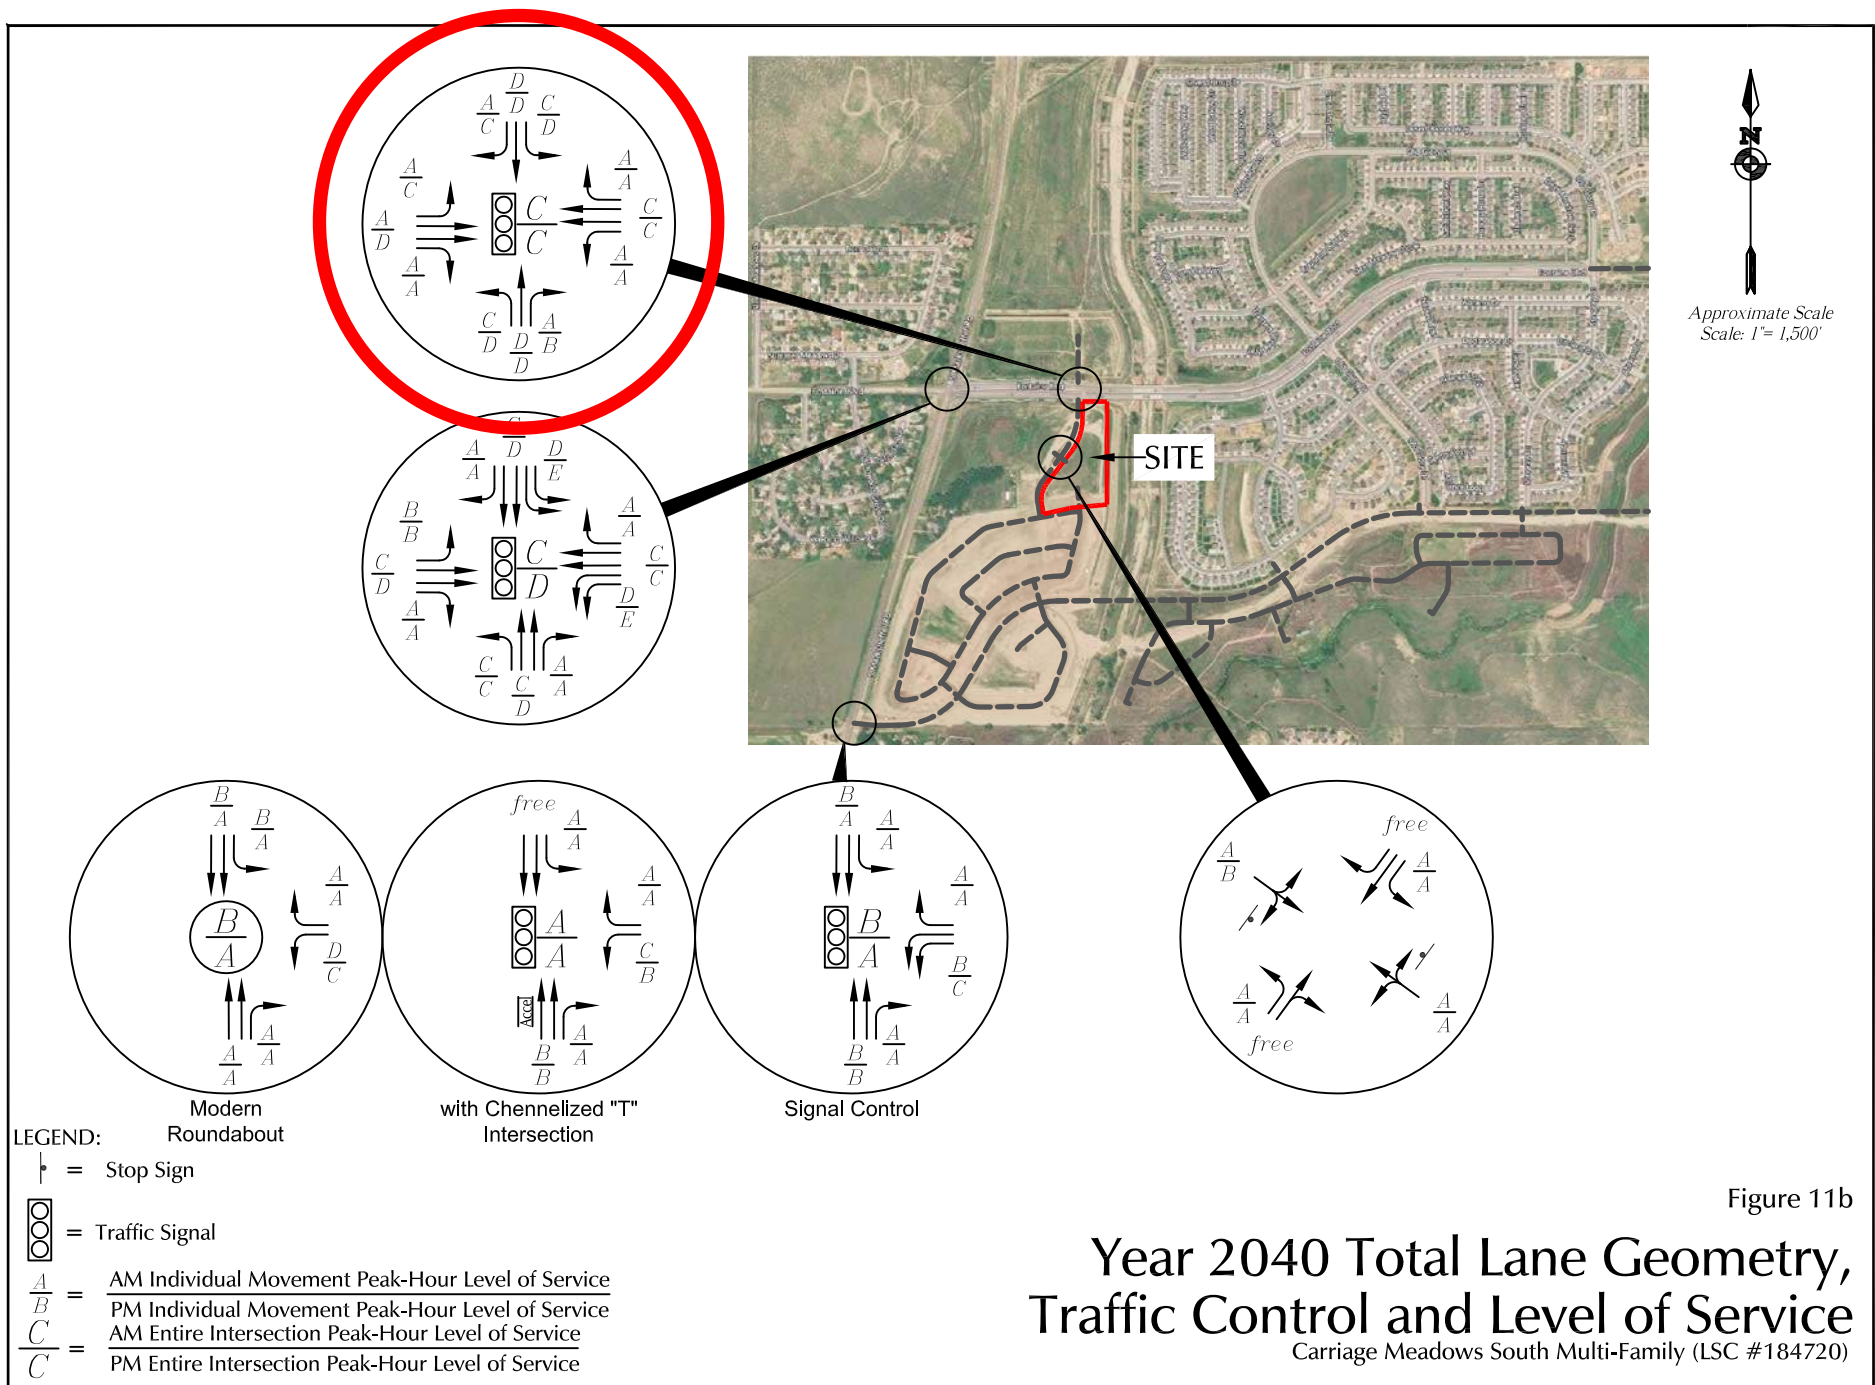 D
D
A
C
C
D
A
C
A
A
A
D
C
C
C
C
A
A
A
A
C
D
D
D
A
B
N
Approximate Scale
Scale: 1"= 1,500'
SITE
C
D
A
A
D
E
B
B
A
A
C
D
C
D
C
C
A
A
D
E
C
C
C
D
A
A
B
A
B
A
A
A
B
A
D
C
A
A
A
A
Modern
Roundabout
free
A
A
A
A
A
A
C
B
Accel
B
B
A
A
with Chennelized "T"
Intersection
B
A
A
A
A
A
B
A
B
C
B
B
A
A
Signal Control
free
A
B
A
A
A
A
A
A
free
LEGEND:
= Stop Sign
= Traffic Signal
A
B
= AM Individual Movement Peak-Hour Level of Service
PM Individual Movement Peak-Hour Level of Service
C
C
= AM Entire Intersection Peak-Hour Level of Service
PM Entire Intersection Peak-Hour Level of Service
Figure 11b
Year 2040 Total Lane Geometry,
Traffic Control and Level of Service
Carriage Meadows South Multi-Family (LSC #184720)